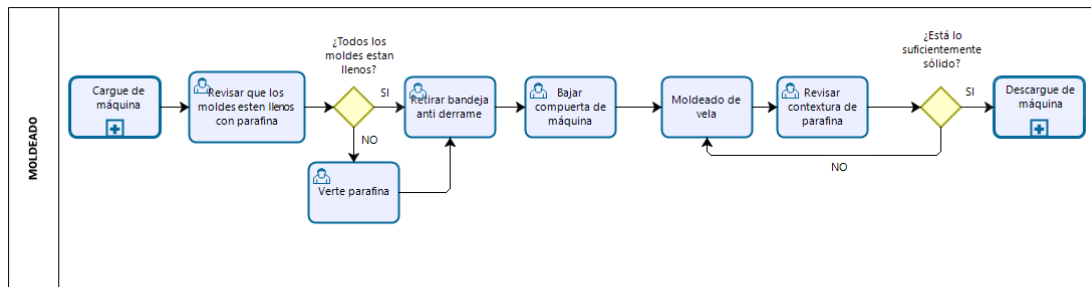 MOLDEADO
Cargue de
máquina
Revisar que los
moldes esten llenos
con parafina
¿Todos los
moldes estan
llenos?
SI
NO
Verte parafina
Retirar bandeja
anti derrame
Bajar
compuerta de
máquina
Moldeado de
vela
Revisar
contextura de
parafina
¿Está lo
suficientemente
sólido?
SI
NO
Descargue de
máquina